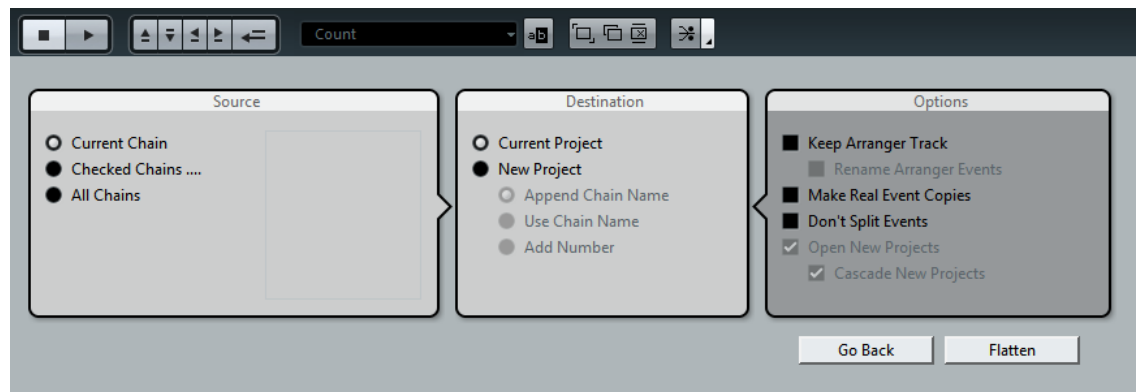 Count
ab
Source
Current Chain
Checked Chains ....
All Chains
Destination
Current Project
New Project
Append Chain Name
Use Chain Name
Add Number
Options
Keep Arranger Track
Rename Arranger Events
Make Real Event Copies
Don't Split Events
Open New Projects
Cascade New Projects
Go Back
Flatten